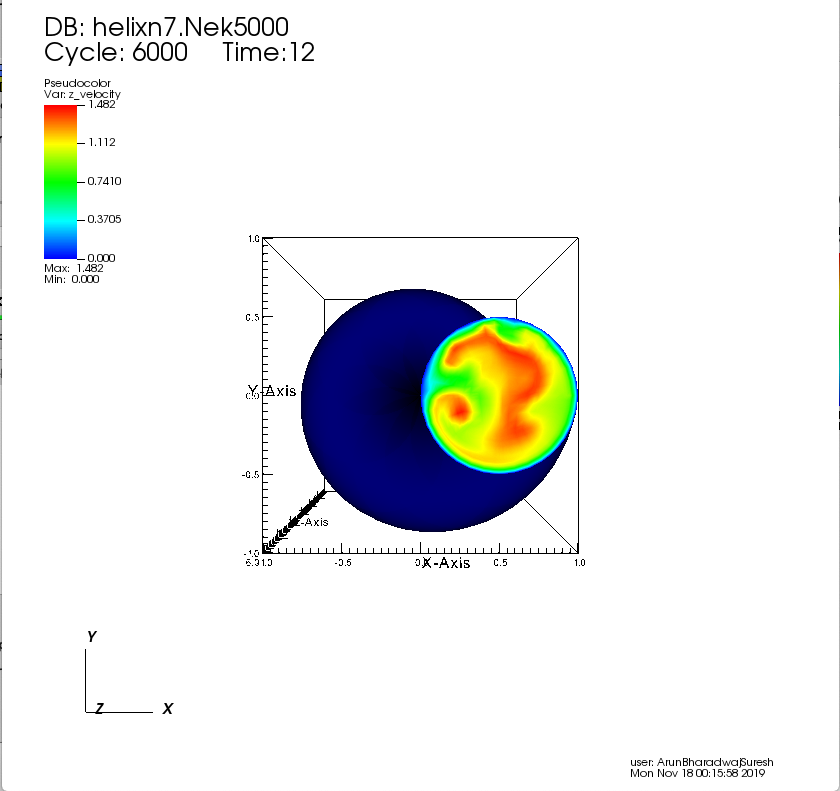 DB: helixn7.Nek5000
Cycle: 6000 Time:12
Pseudocolor
Var: z_velocity
1.482
1.112
0.7410
0.3705
0.000
Max: 1.482
Min: 0.000
1.0
0.5
Y-Axis
0.0
-0.5
Z-Axis
-1.0
-0.5
0.5
1.0
X-Axis
Y
Z
X
user: ArunBharadwajSuresh
Mon Nov 18 00:15:58 2019